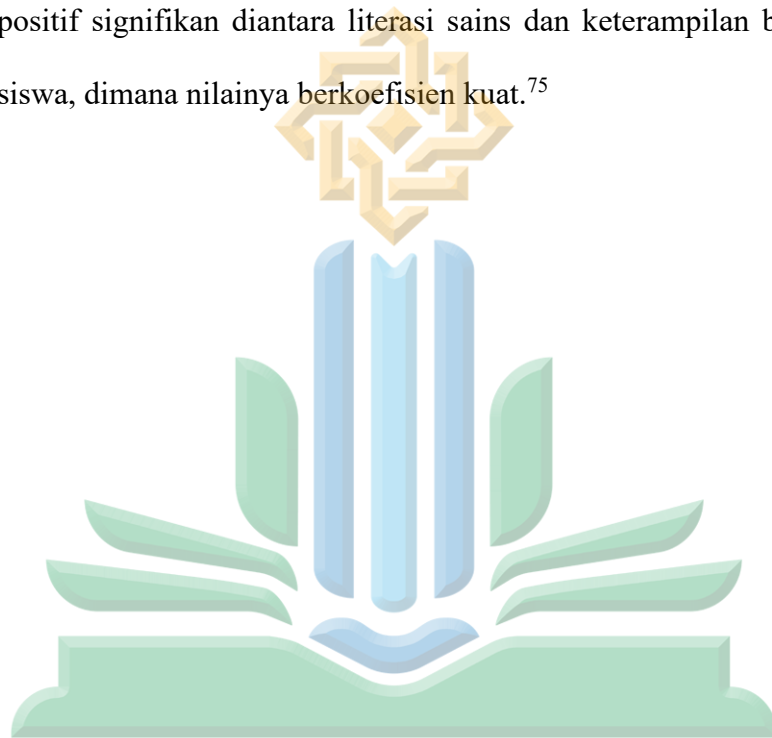 positif signifikan diantara literasi sains dan keterampilan
siswa, dimana nilainya berkoefisien kuat.⁷⁵